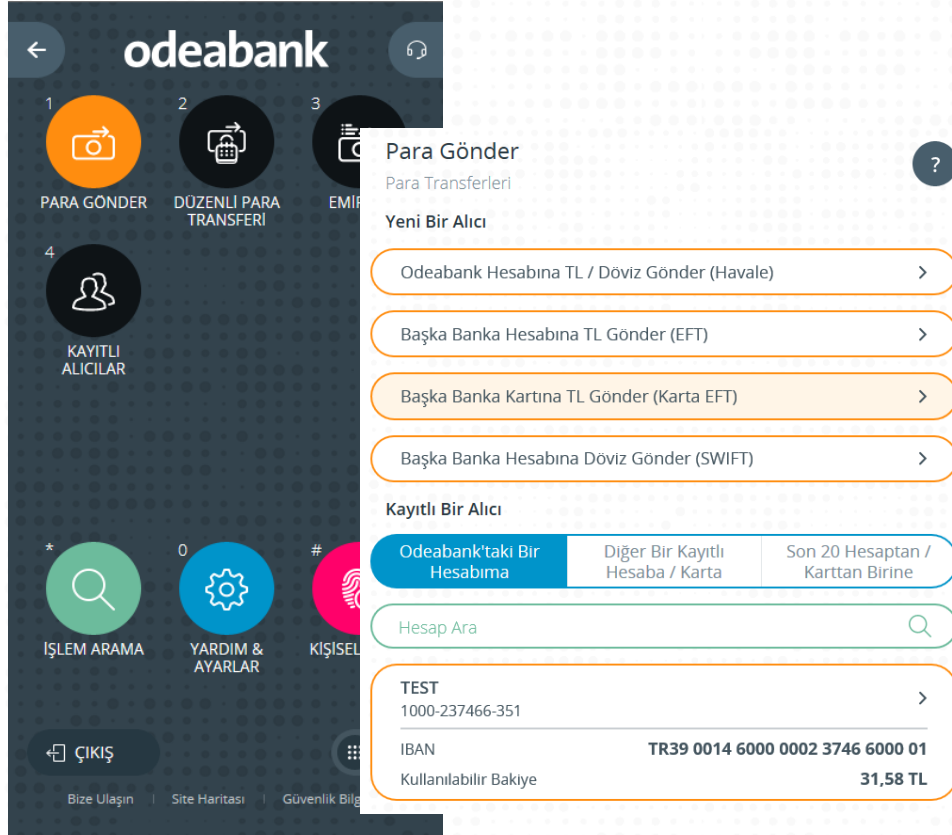 odeabank
1
2
3
PARA GÖNDER
DÜZENLİ PARA
TRANSFERİ
4
KAYITLI
ALICILAR
*
0
#
İŞLEM ARAMA
YARDIM &
AYARLAR
ÇIKIŞ
Bize Ulaşın
Site Haritası
Güvenlik
Para Gönder
?
Para Transferleri
Yeni Bir Alıcı
Odeabank Hesabına TL / Döviz Gönder (Havale)
Başka Banka Hesabına TL Gönder (EFT)
Başka Banka Kartına TL Gönder (Karta EFT)
Başka Banka Hesabına Döviz Gönder (SWIFT)
Kayıtlı Bir Alıcı
Odeabank'taki Bir
Hesabıma
Diğer Bir Kayıtlı
Hesaba / Karta
Son 20 Hesaptan /
Karttan Birine
Hesap Ara
TEST
1000-237466-351
IBAN TR39 0014 6000 0002 3746 6000 01
Kullanılabilir Bakiye 31,58 TL